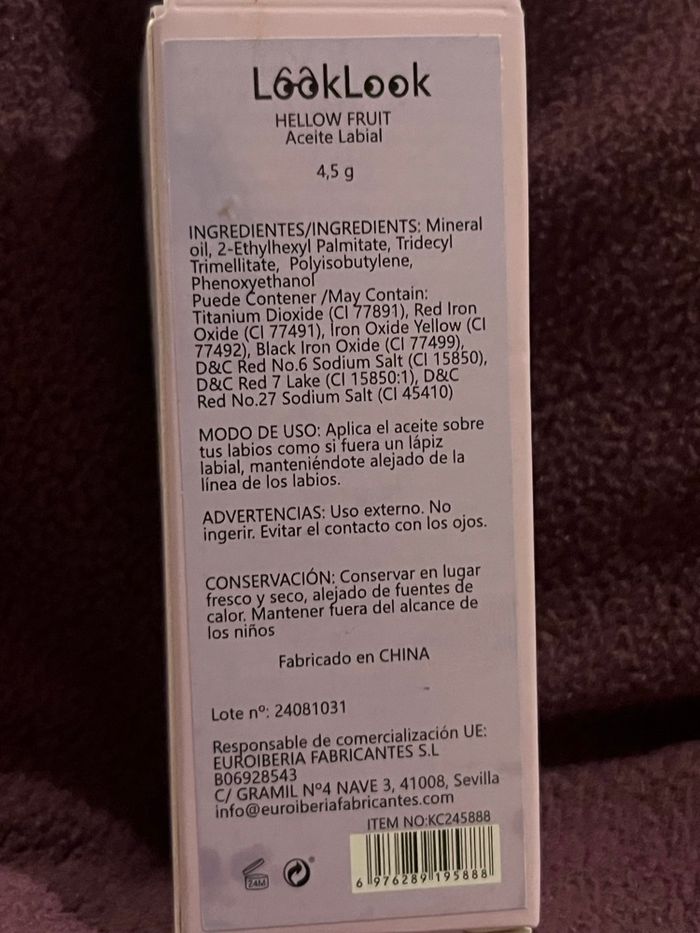 LookLook
HELLOW FRUIT
Aceite Labial
4,5 g
INGREDIENTES/INGREDIENTS: Mineral
oil, 2-Ethylhexyl Palmitate, Tridecyl
Trimellitate, Polyisobutylene,
Phenoxyethanol
Puede Contener /May Contain:
Titanium Dioxide (CI 77891), Red Iron
Oxide (CI 77491), Iron Oxide Yellow (CI
77492), Black Iron Oxide (CI 77499),
D&C Red No.6 Sodium Salt (CI 15850),
D&C Red 7 Lake (CI 15850:1), D&C
Red No.27 Sodium Salt (CI 45410)
MODO DE USO: Aplica el aceite sobre
tus labios como si fuera un lápiz
labial, manteniéndote alejado de la
línea de los labios.
ADVERTENCIAS: Uso externo. No
ingerir. Evitar el contacto con los ojos.
CONSERVACIÓN: Conservar en lugar
fresco y seco, alejado de fuentes de
calor. Mantener fuera del alcance de
los niños
Fabricado en CHINA
Lote nº: 24081031
Responsable de comercialización UE:
EUROIBERIA FABRICANTES S.L
B06928543
C/ GRAMIL Nº4 NAVE 3, 41008, Sevilla
info@euroiberiafabricantes.com
ITEM NO:KC245888
24M
6 976289 195888